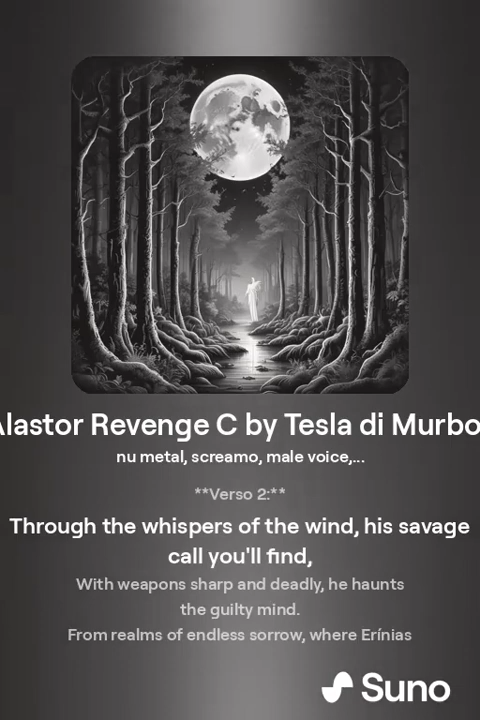 Alastor Revenge C by Tesla di Murbo
nu metal, screamo, male voice,...
**Verso 2:**
Through the whispers of the wind, his savage
call you'll find,
With weapons sharp and deadly, he haunts
the guilty mind.
From realms of endless sorrow, where Erínias
Suno